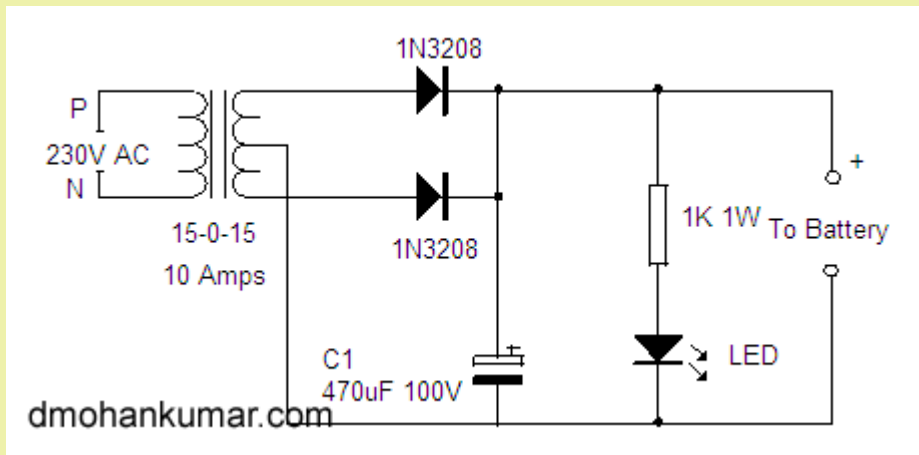 1N3208
P
230V AC
N
1N3208
15-0-15
10 Amps
1K 1W
+
To Battery
C1
470uF 100V
+
LED
dmohankumar.com